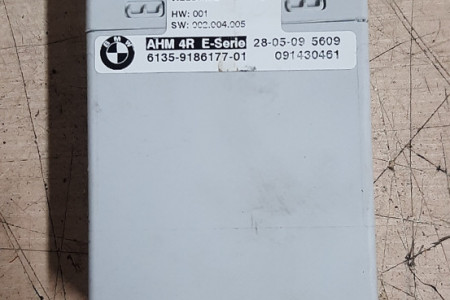 HW: 001
SW: 002.004.005
BMW
AHM 4R E-Serie 28-05-09 5609
6135-9186177-01 091430461